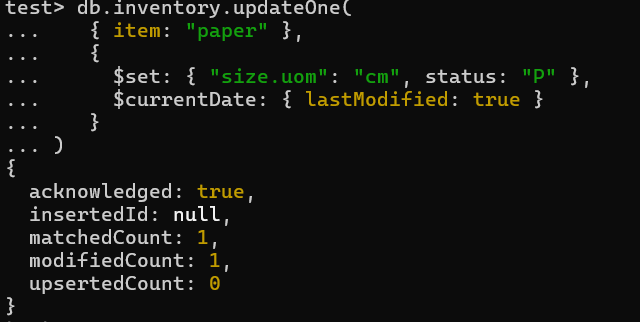 test> db.inventory.updateOne(
...    { item: "paper" },
...    {
...      $set: { "size.uom": "cm", status: "P" },
...      $currentDate: { lastModified: true }
...    }
... )
{
  acknowledged: true,
  insertedId: null,
  matchedCount: 1,
  modifiedCount: 1,
  upsertedCount: 0
}